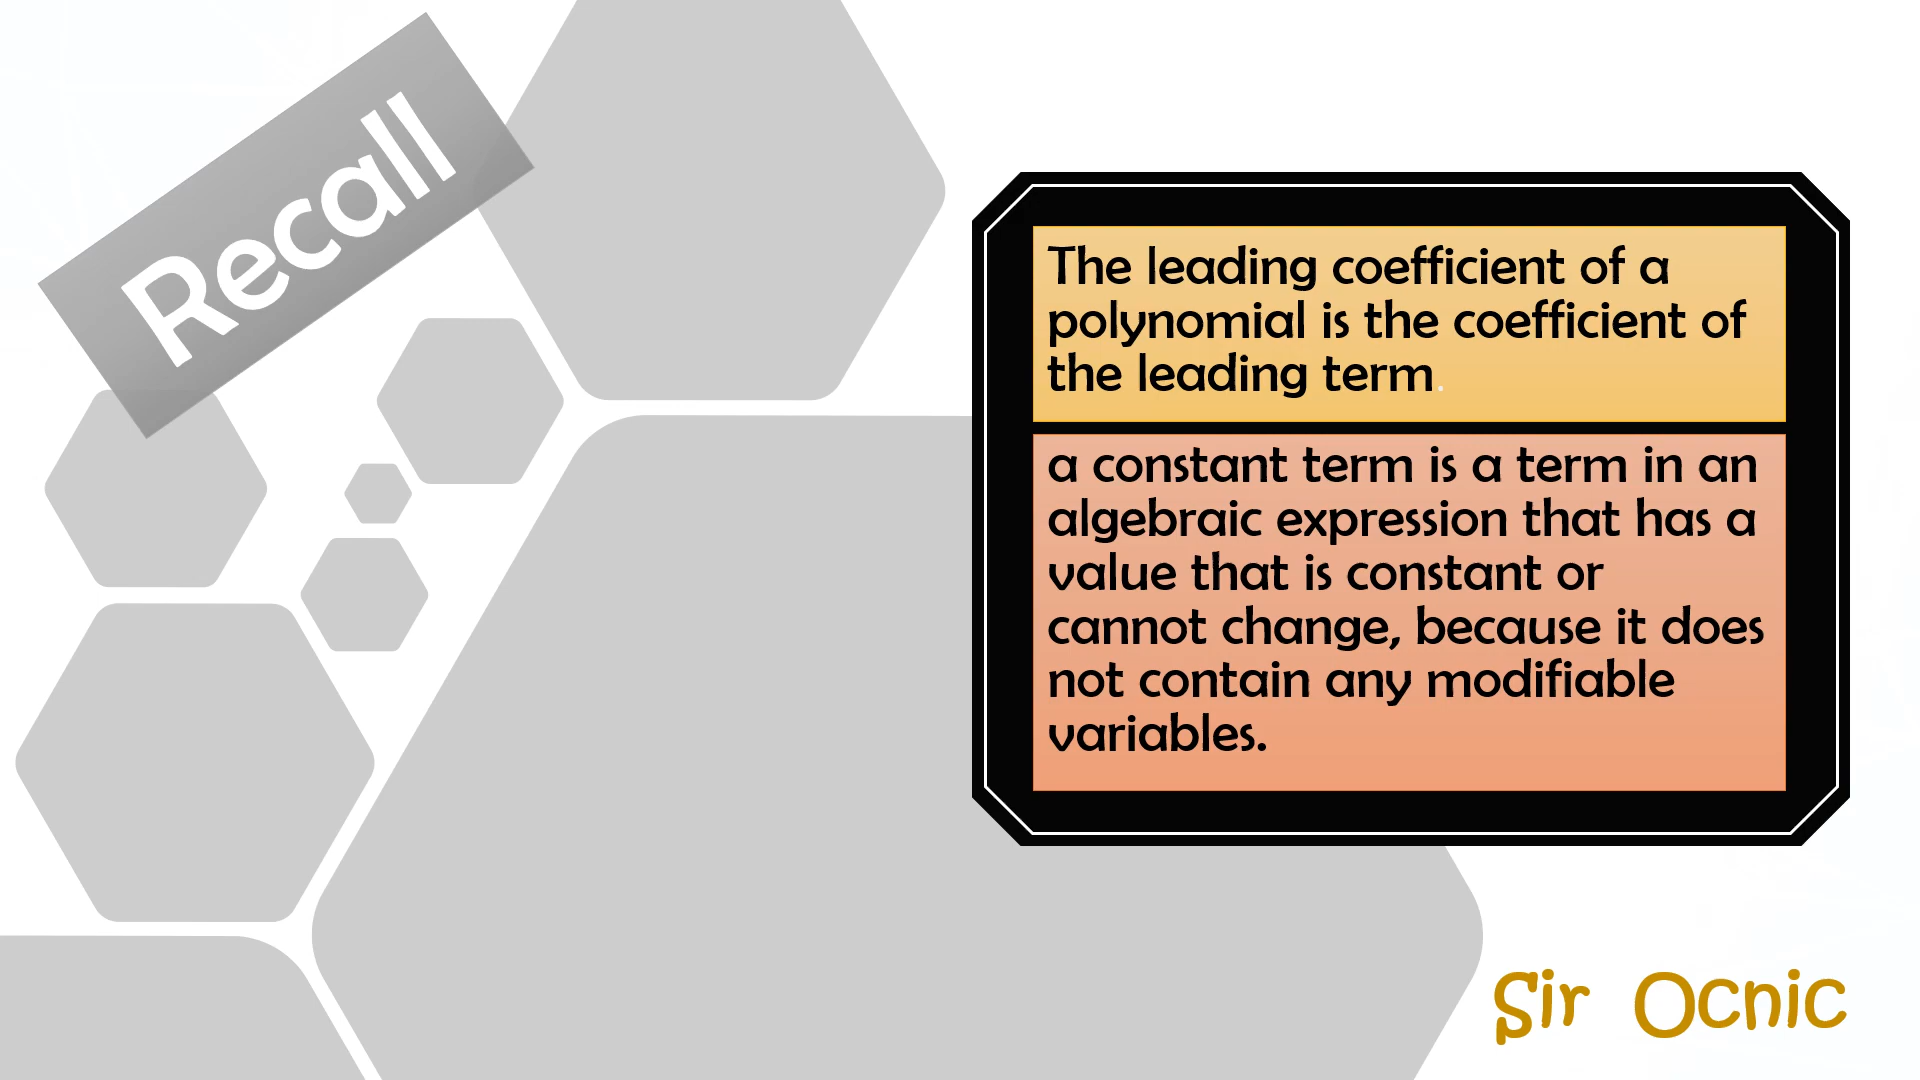 Recall
The leading coefficient of a
polynomial is the coefficient of
the leading term.
a constant term is a term in an
algebraic expression that has a
value that is constant or
cannot change, because it does
not contain any modifiable
variables.
Sir Ocnic